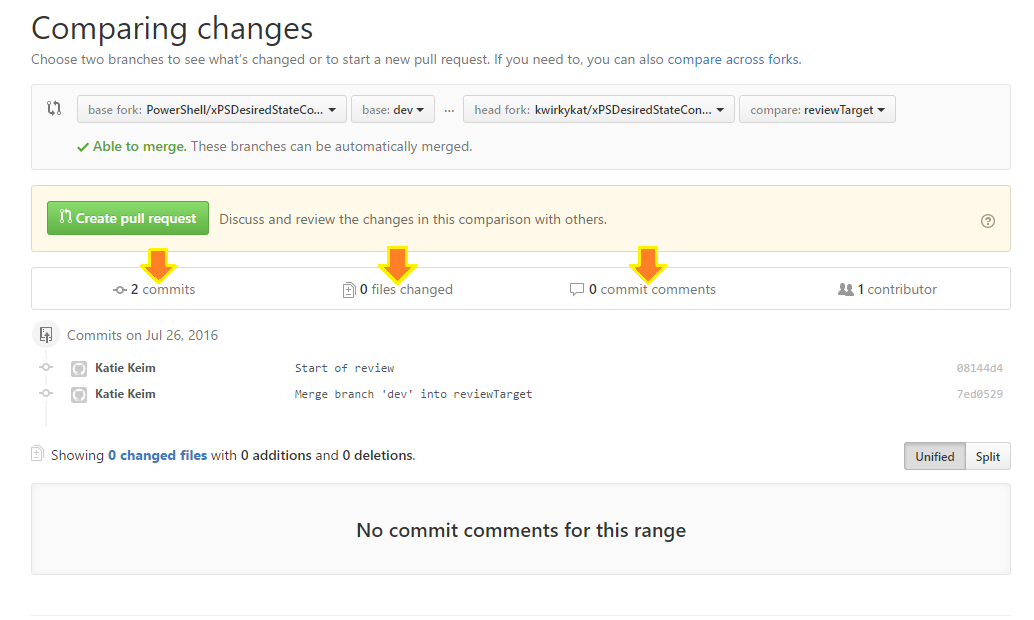 Comparing changes
Choose two branches to see what's changed or to start a new pull request. If you need to, you can also compare across forks.
base fork: PowerShell/xPSDesiredStateCo... base: dev ... head fork: kwirkykat/xPSDesiredStateCon... compare: reviewTarget
Able to merge. These branches can be automatically merged.
Create pull request Discuss and review the changes in this comparison with others.
2 commits 0 files changed 0 commit comments 1 contributor
Commits on Jul 26, 2016
Katie Keim Start of review 08144d4
Katie Keim Merge branch 'dev' into reviewTarget 7ed0529
Showing 0 changed files with 0 additions and 0 deletions. Unified Split
No commit comments for this range